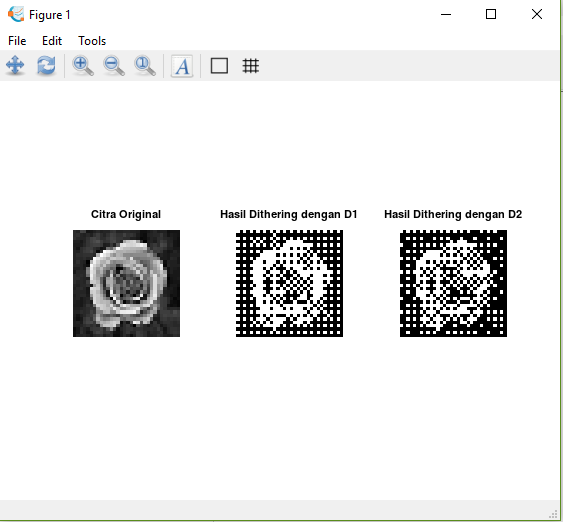 Figure 1
File Edit Tools
A
Citra Original Hasil Dithering dengan D1 Hasil Dithering dengan D2